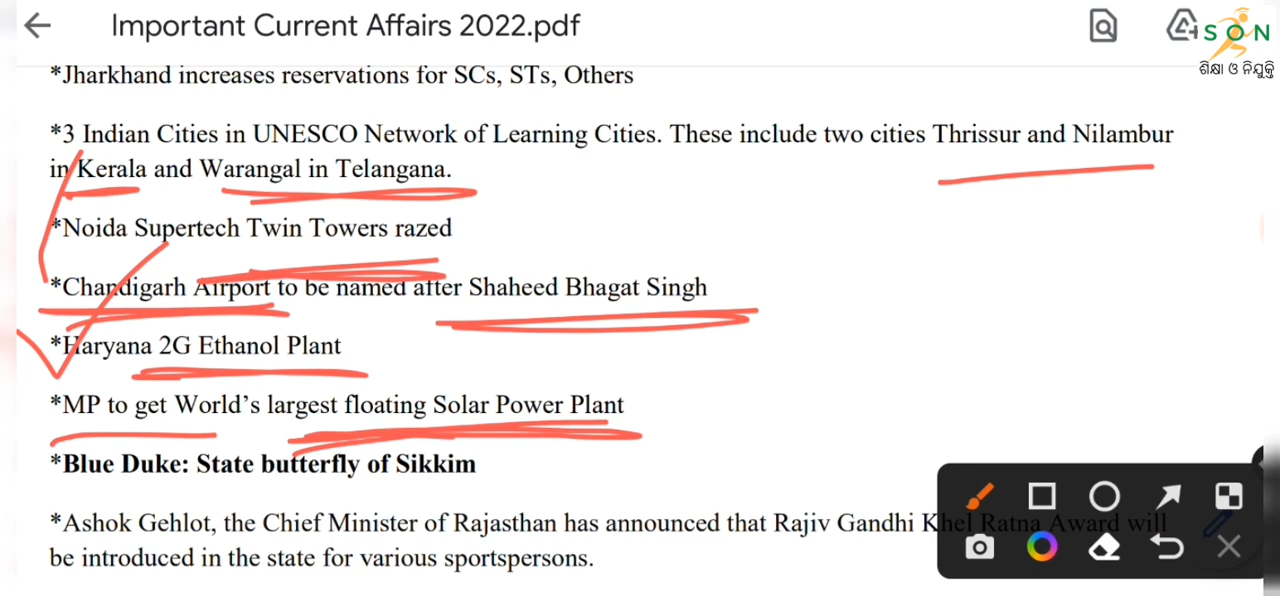 Important Current Affairs 2022.pdf
SON
ଶିକ୍ଷା ଓ ନିଯୁକ୍ତି
*Jharkhand increases reservations for SCs, STs, Others
*3 Indian Cities in UNESCO Network of Learning Cities. These include two cities Thrissur and Nilambur
in Kerala and Warangal in Telangana.
*Noida Supertech Twin Towers razed
*Chandigarh Airport to be named after Shaheed Bhagat Singh
*Haryana 2G Ethanol Plant
*MP to get World’s largest floating Solar Power Plant
*Blue Duke: State butterfly of Sikkim
*Ashok Gehlot, the Chief Minister of Rajasthan has announced that Rajiv Gandhi Khel Ratna Award will
be introduced in the state for various sportspersons.